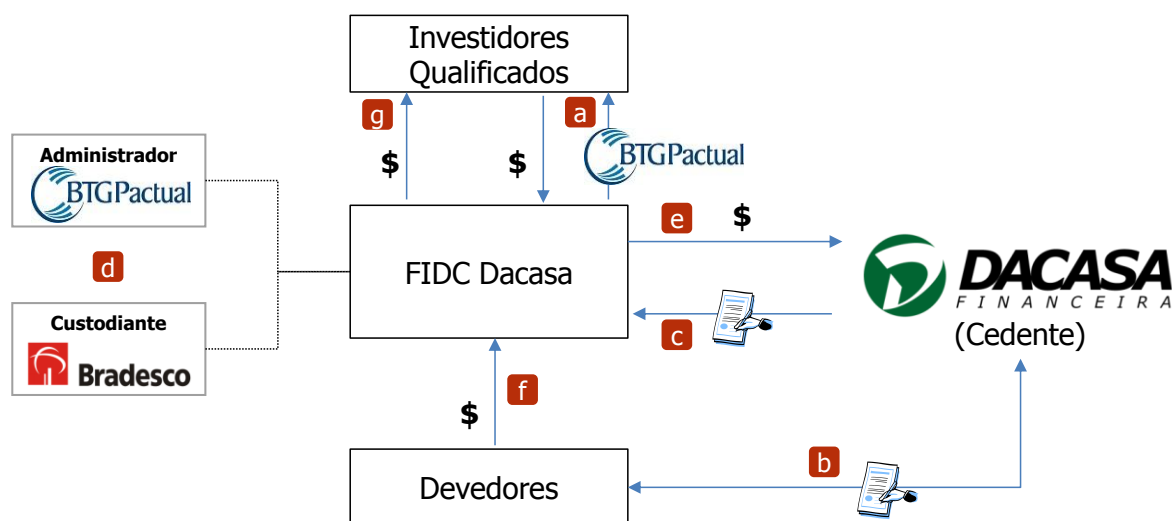 Investidores
Qualificados
g
a
$
$
BTGPactual
Administrador
BTGPactual
d
Custodiante
Bradesco
FIDC Dacasa
e
$
c
DACASA
FINANCEIRA
(Cedente)
f
$
b
Devedores